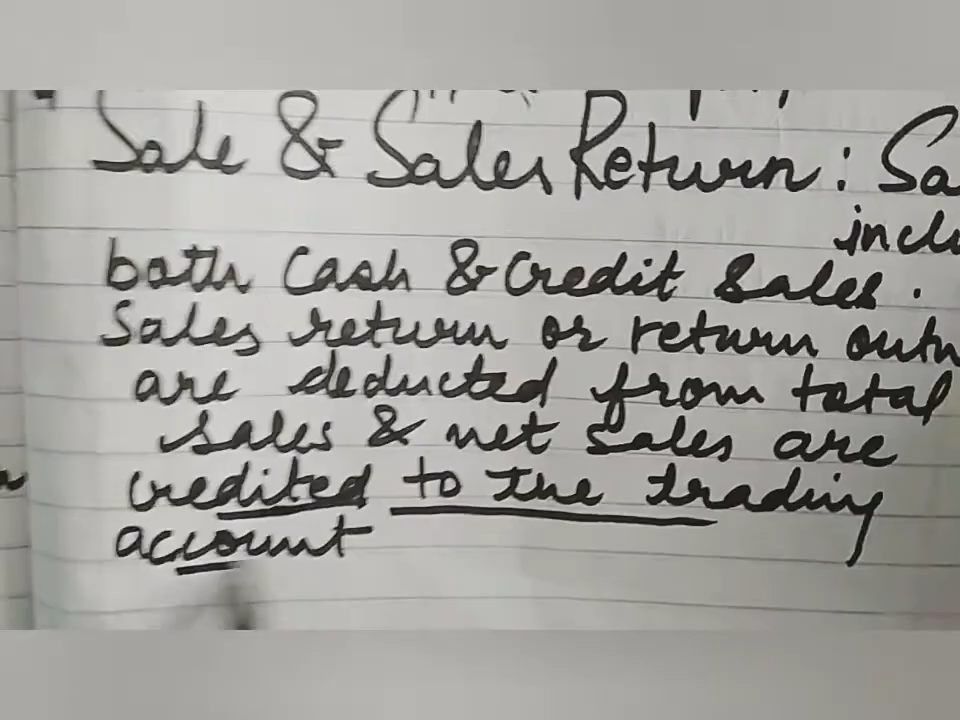 Sale & Sales Return : Sa
inclu
both Cash & Credit Sales .
Sales return or return outw
are deducted from total
sales & net sales are
credited to the trading
account